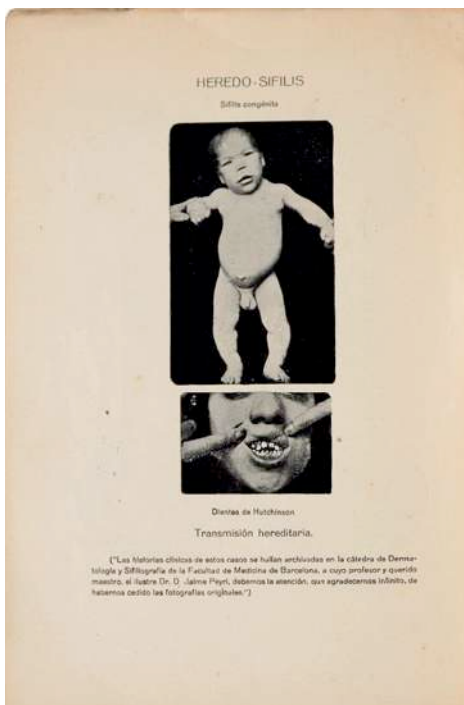 HEREDO-SIFILIS
Sífilis congénita
Dientes de Hutchinson
Transmisión hereditaria.
("Las historias clínicas de estos casos se hallan archivadas en la cátedra de Derma-
tología y Sifiliografía de la Facultad de Medicina de Barcelona, a cuyo profesor y querido
maestro, el ilustre Dr. D. Jaime Peyrí, debemos la atención, que agradecemos infinito, de
habernos cedido las fotografías originales.")